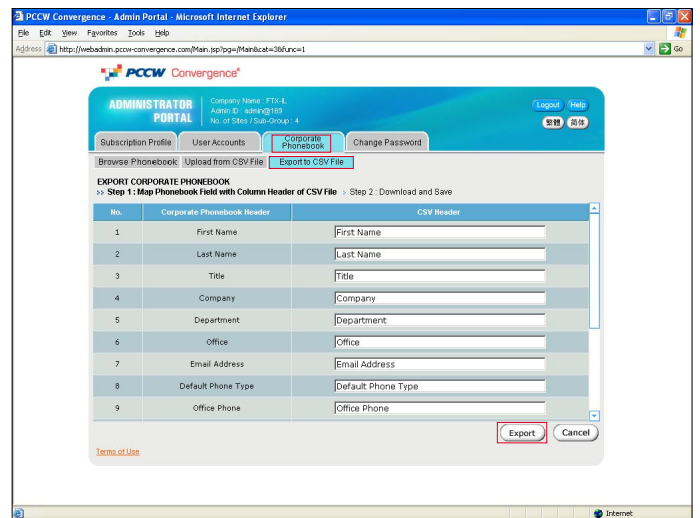 PCCW Convergence - Admin Portal - Microsoft Internet Explorer
File Edit View Favorites Tools Help
Address http://webadmin.pccw-convergence.com/Main.jsp?pg=/Main&cat=3&func=1 Go
PCCW Convergence®
ADMINISTRATOR PORTAL
Company Name : FTX-IL
Admin ID : admin@169
No. of Sites / Sub-Group : 4
Logout Help
繁體 简体
Subscription Profile User Accounts Corporate Phonebook Change Password
Browse Phonebook Upload from CSV File Export to CSV File
EXPORT CORPORATE PHONEBOOK
>> Step 1 : Map Phonebook Field with Column Header of CSV File > Step 2 : Download and Save
No. Corporate Phonebook Header CSV Header
1 First Name First Name
2 Last Name Last Name
3 Title Title
4 Company Company
5 Department Department
6 Office Office
7 Email Address Email Address
8 Default Phone Type Default Phone Type
9 Office Phone Office Phone
Export Cancel
Terms of Use
Internet